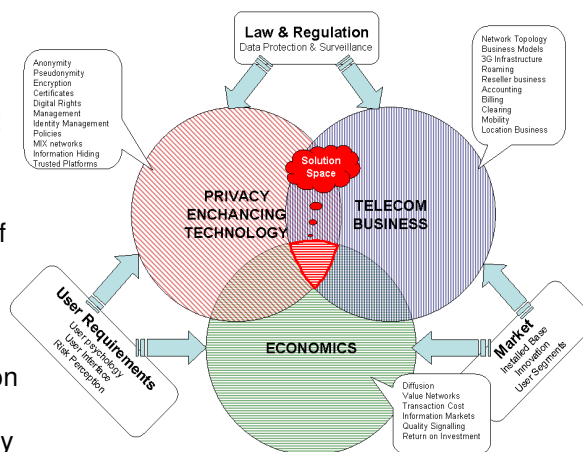 Law & Regulation
Data Protection & Surveillance
Anonymity
Pseudonymity
Encryption
Certificates
Digital Rights
Management
Identity Management
Policies
MIX networks
Information Hiding
Trusted Platforms
Network Topology
Business Models
3G Infrastructure
Roaming
Reseller business
Accounting
Billing
Clearing
Mobility
Location Business
Solution
Space
PRIVACY
ENCHANCING
TECHNOLOGY
TELECOM
BUSINESS
f
User Requirements
User psychology
User Interface
Risk Perception
ECONOMICS
Market
Installed Base
Innovation
User Segments
on
y
Diffusion
Value Networks
Transaction Cost
Information Markets
Quality Signalling
Return on Investment